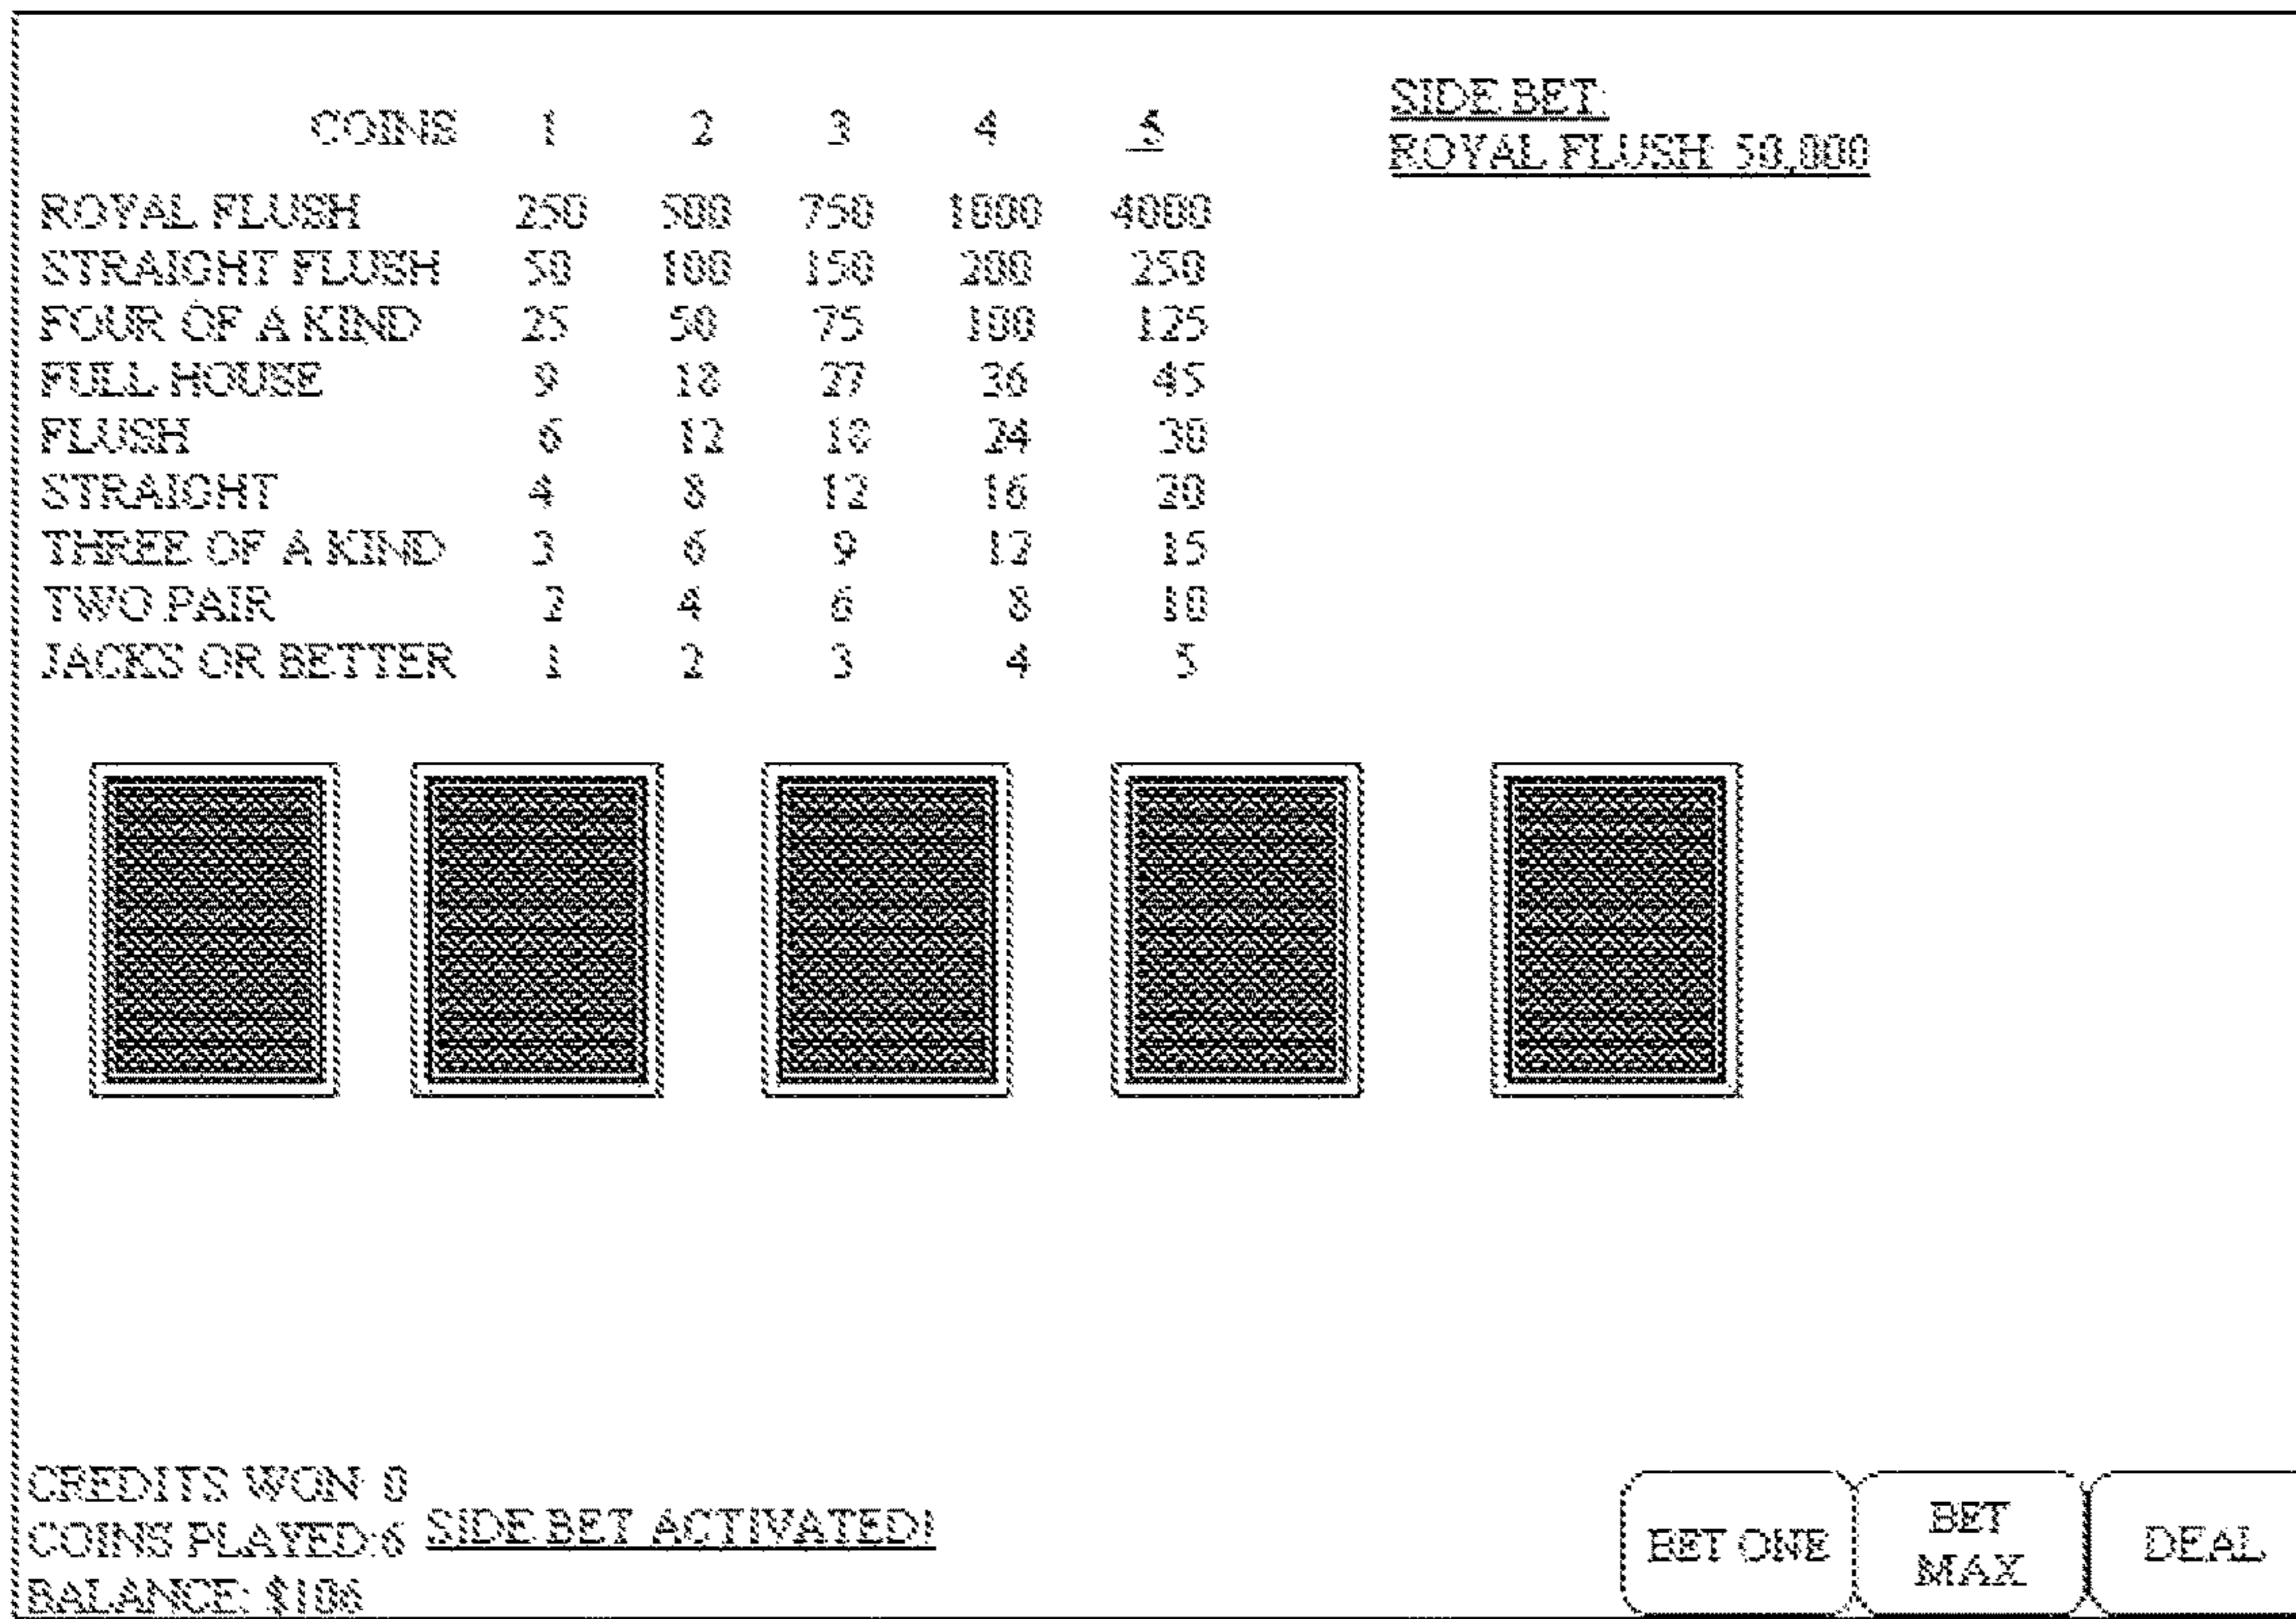 COINS 1 2 3 4 5
ROYAL FLUSH 250 500 750 1000 4000
STRAIGHT FLUSH 50 100 150 200 250
FOUR OF A KIND 25 50 75 100 125
FULL HOUSE 9 18 27 36 45
FLUSH 6 12 18 24 30
STRAIGHT 4 8 12 16 20
THREE OF A KIND 3 6 9 12 15
TWO PAIR 2 4 6 8 10
JACKS OR BETTER 1 2 3 4 5
SIDE BET:
ROYAL FLUSH 50,000
CREDITS WON: 0
COINS PLAYED:6
BALANCE: $106
SIDE BET ACTIVATED!
BET ONE
BET
MAX
DEAL